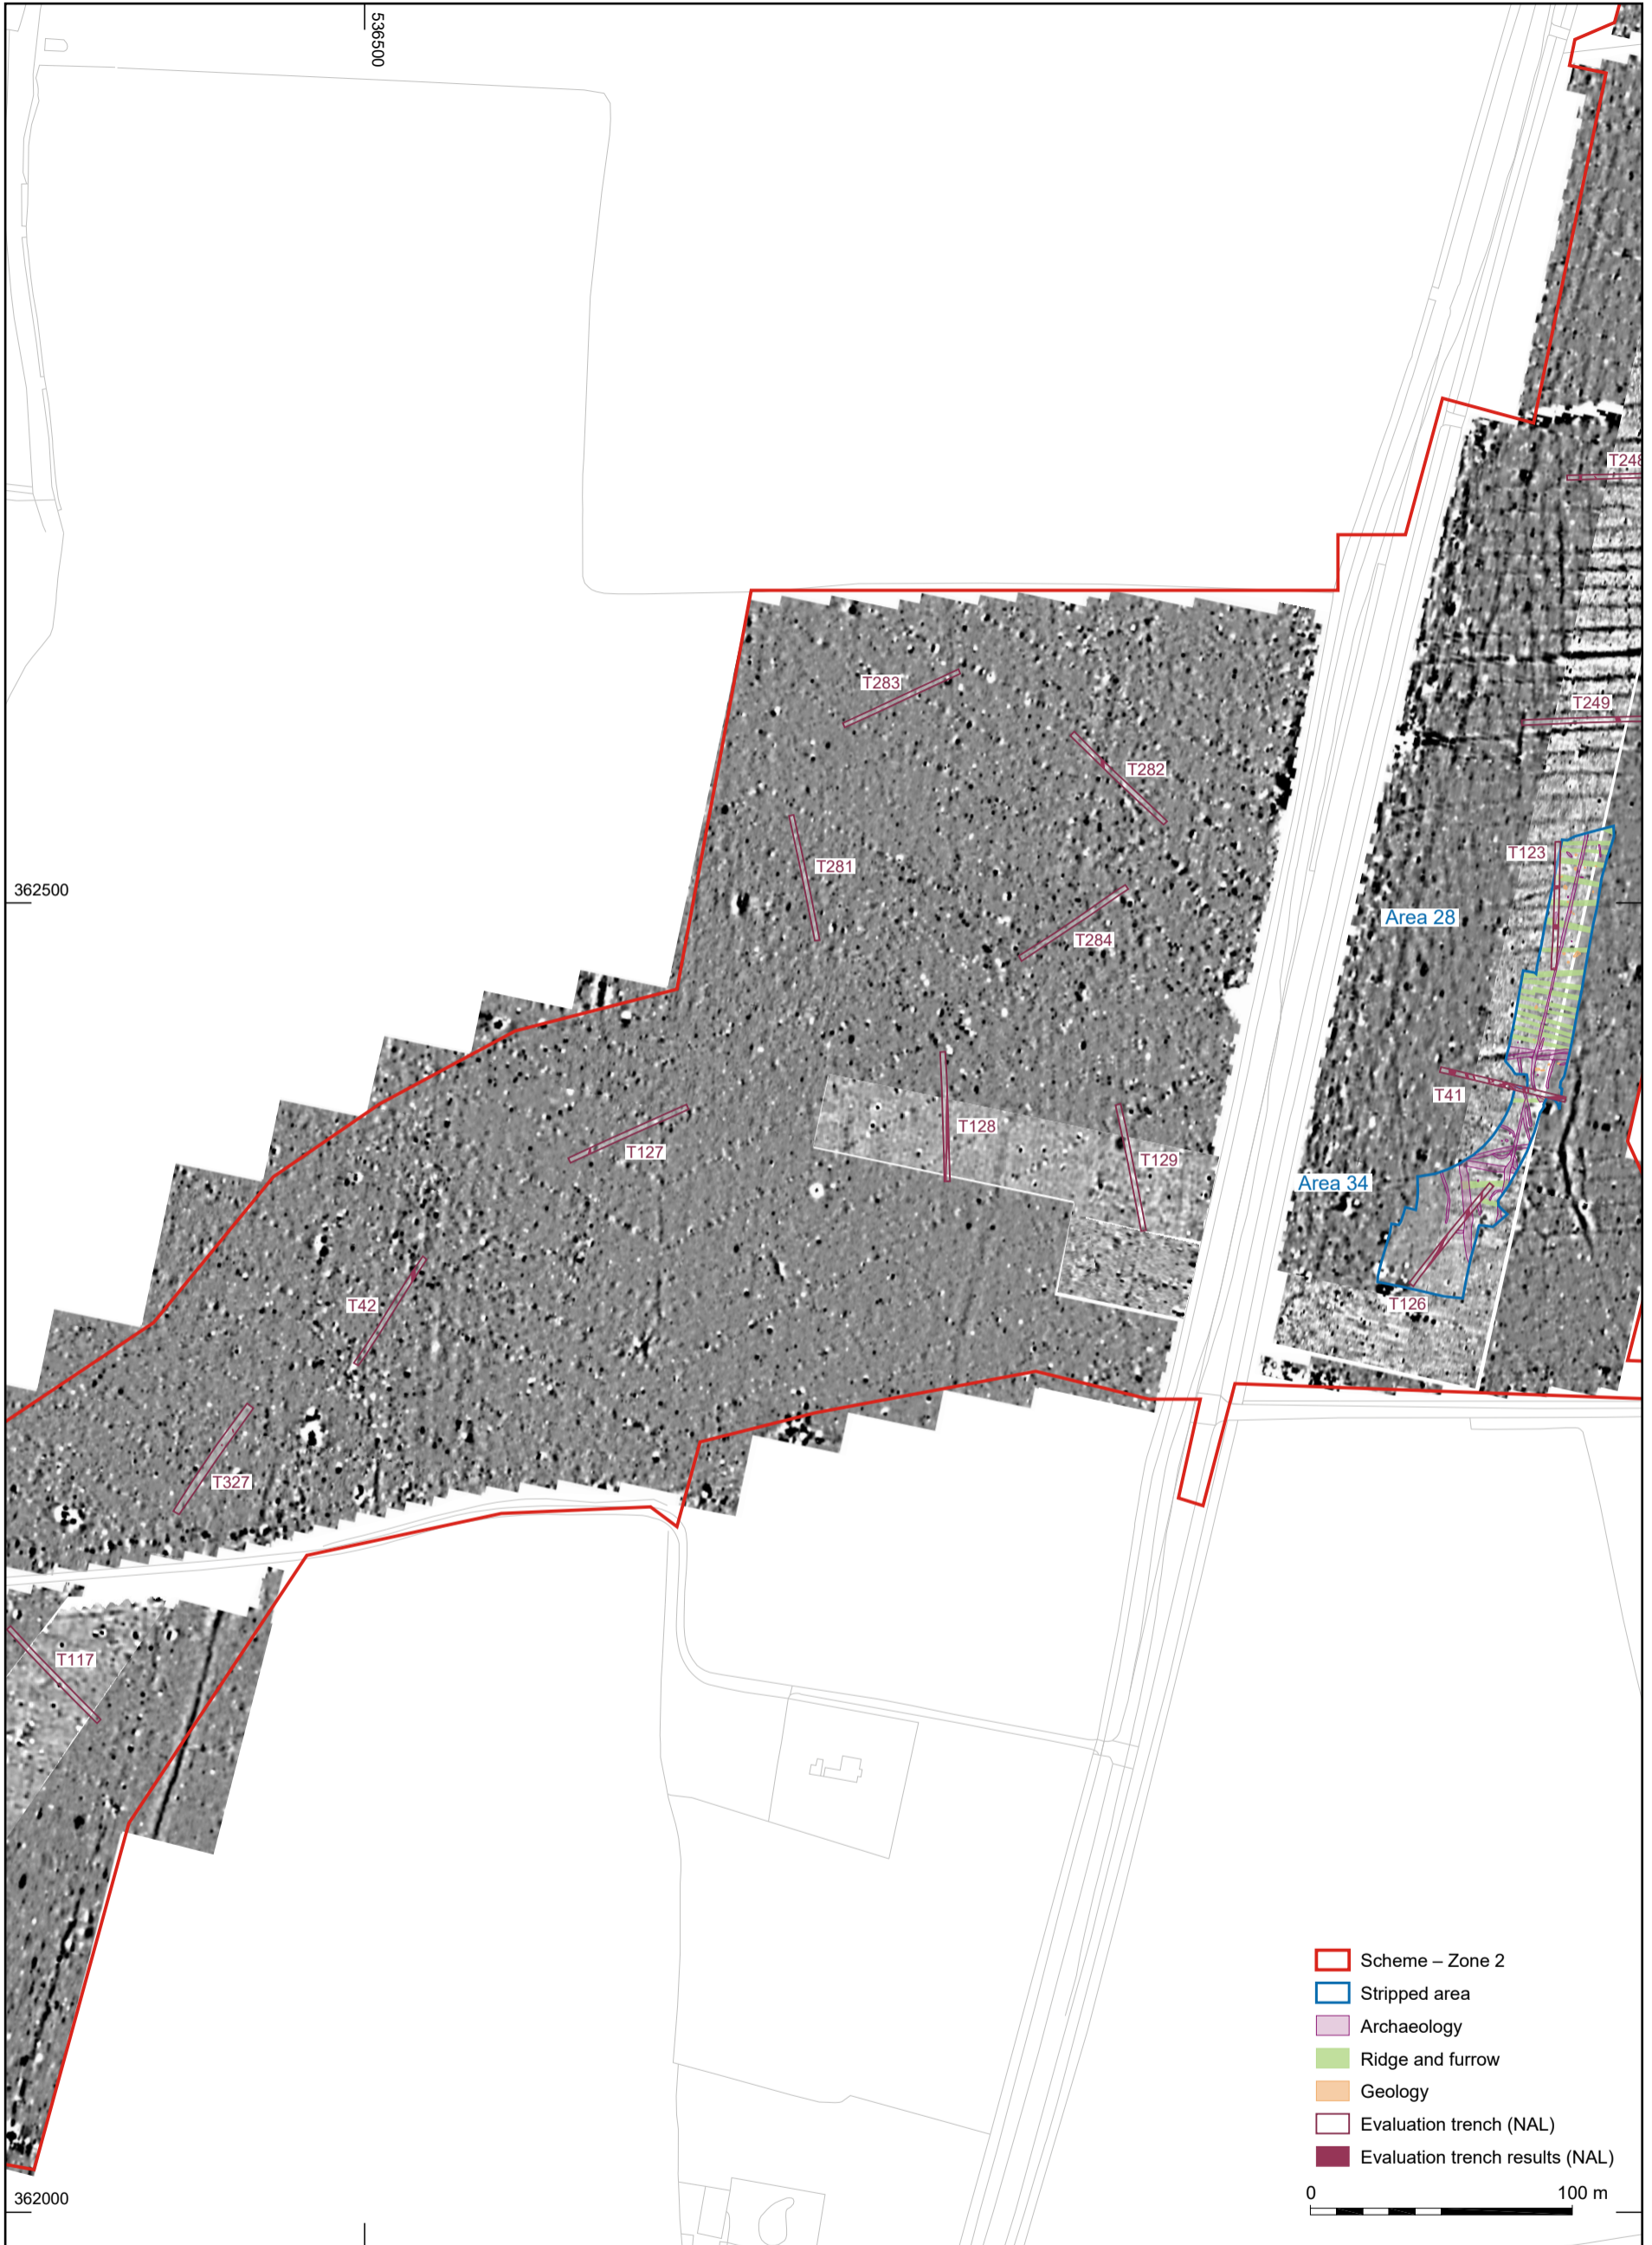 536500
T248
T283
T249
T282
T123
T281
362500
Area 28
T284
T41
T128
T127
T129
Area 34
T42
T126
T327
T117
Scheme – Zone 2
Stripped area
Archaeology
Ridge and furrow
Geology
Evaluation trench (NAL)
Evaluation trench results (NAL)
0 100 m
362000